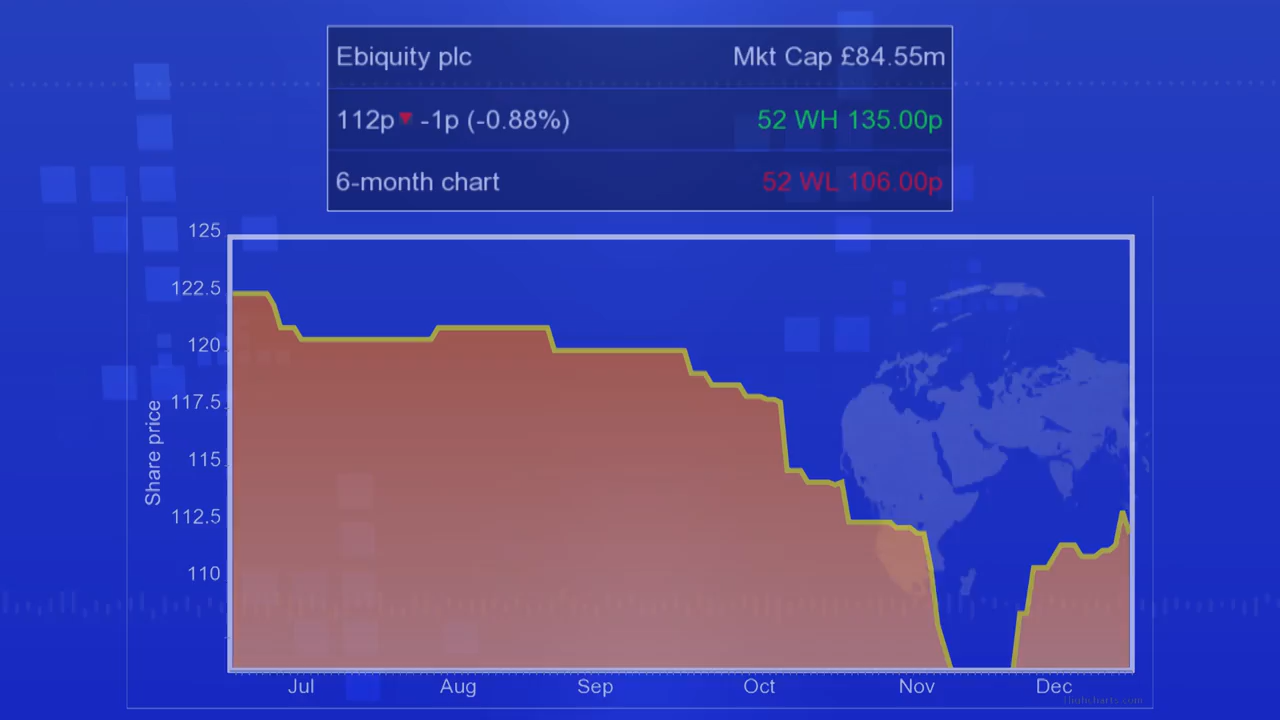 Ebiquity plc Mkt Cap £84.55m
112p -1p (-0.88%) 52 WH 135.00p
6-month chart 52 WL 106.00p
125
122.5
120
117.5
115
112.5
110
Share price
Jul Aug Sep Oct Nov Dec
Highcharts.com